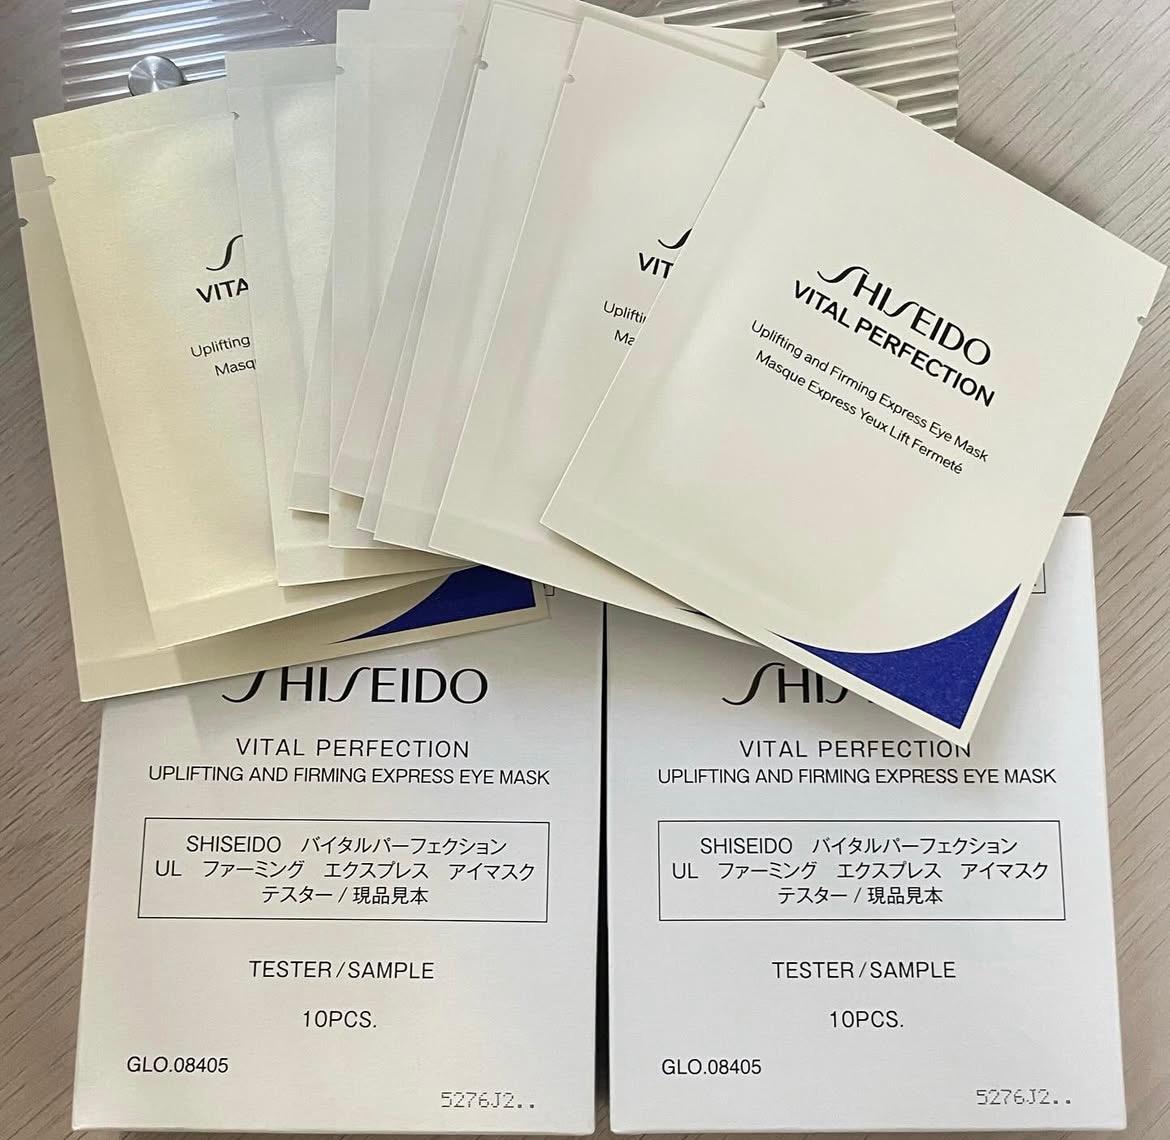 VITA
Uplifting
Masq
VIT
SHISEIDO
VITAL PERFECTION
Uplifting and Firming Express Eye Mask
Masque Express Yeux Lift Fermeté
SHISEIDO
VITAL PERFECTION
UPLIFTING AND FIRMING EXPRESS EYE MASK
SHISEIDO バイタルパーフェクション
UL ファーミング エクスプレス アイマスク
テスター / 現品見本
TESTER/SAMPLE
10PCS.
GLO.08405
5276J2..
SHIS
VITAL PERFECTION
UPLIFTING AND FIRMING EXPRESS EYE MASK
SHISEIDO バイタルパーフェクション
UL ファーミング エクスプレス アイマスク
テスター / 現品見本
TESTER/SAMPLE
10PCS.
GLO.08405
5276J2..